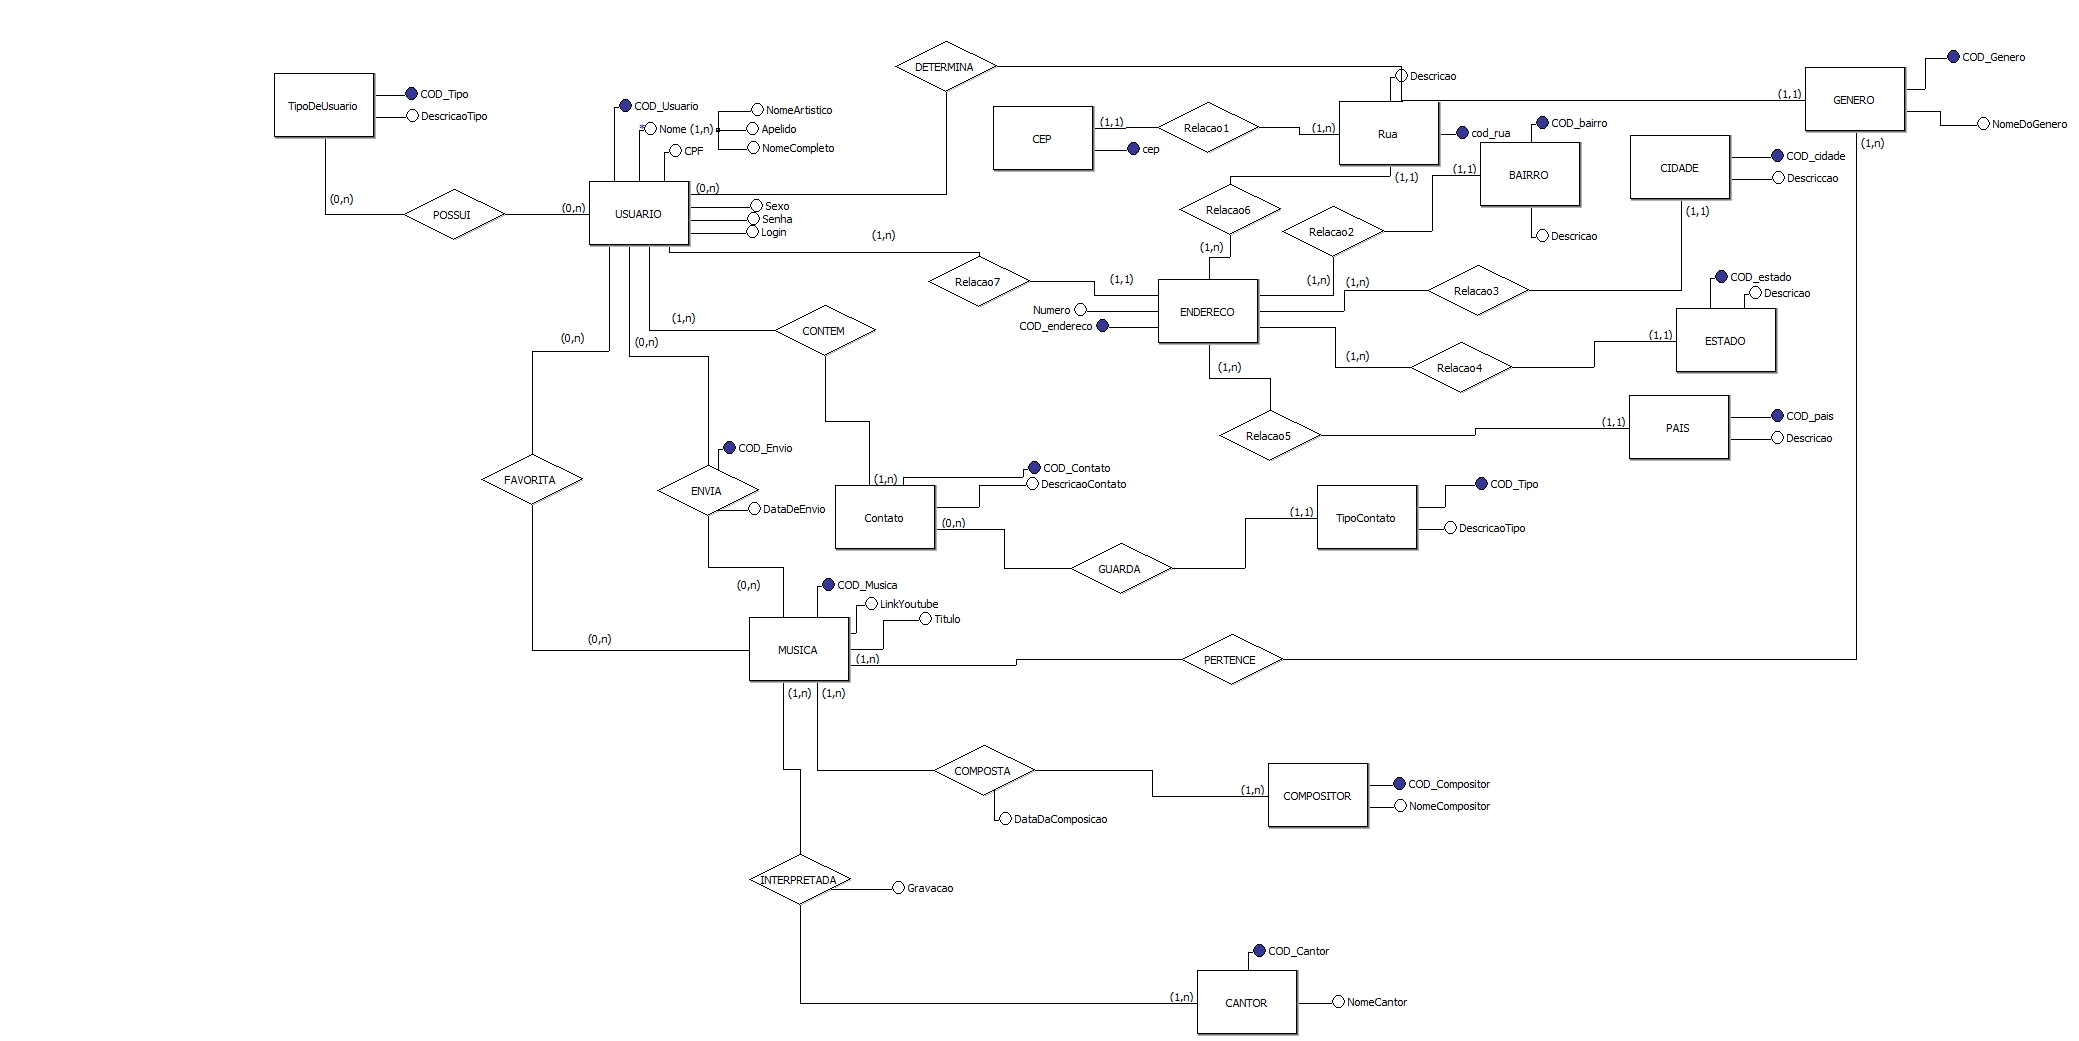 DETERMINA
COD_Genero
TipoDeUsuario
COD_Tipo
DescricaoTipo
Descricao
(1,1)
GENERO
NomeDoGenero
(1,n)
COD_Usuario
Nome (1,n)
NomeArtistico
Apelido
NomeCompleto
CPF
CEP
(1,1)
cep
Relacao1
(1,n)
Rua
cod_rua
(1,1)
COD_bairro
BAIRRO
(1,1)
Descricao
CIDADE
COD_cidade
Descriccao
(1,1)
(0,n)
POSSUI
(0,n)
USUARIO
(0,n)
Sexo
Senha
Login
Relacao6
(1,n)
Relacao2
(1,n)
(1,n)
Relacao7
(1,1)
Numero
COD_endereco
ENDERECO
(1,n)
Relacao3
COD_estado
Descricao
ESTADO
(1,1)
(1,n)
Relacao4
(1,n)
CONTEM
(0,n)
(0,n)
(1,n)
Relacao5
(1,1)
PAIS
COD_pais
Descricao
FAVORITA
COD_Envio
ENVIA
DataDeEnvio
(1,n)
COD_Contato
DescricaoContato
Contato
(0,n)
(1,1)
TipoContato
COD_Tipo
DescricaoTipo
GUARDA
(0,n)
COD_Musica
LinkYoutube
Titulo
(0,n)
MUSICA
(1,n)
PERTENCE
(1,n)
(1,n)
COMPOSTA
DataDaComposicao
(1,n)
COMPOSITOR
COD_Compositor
NomeCompositor
INTERPRETADA
Gravacao
COD_Cantor
(1,n)
CANTOR
NomeCantor